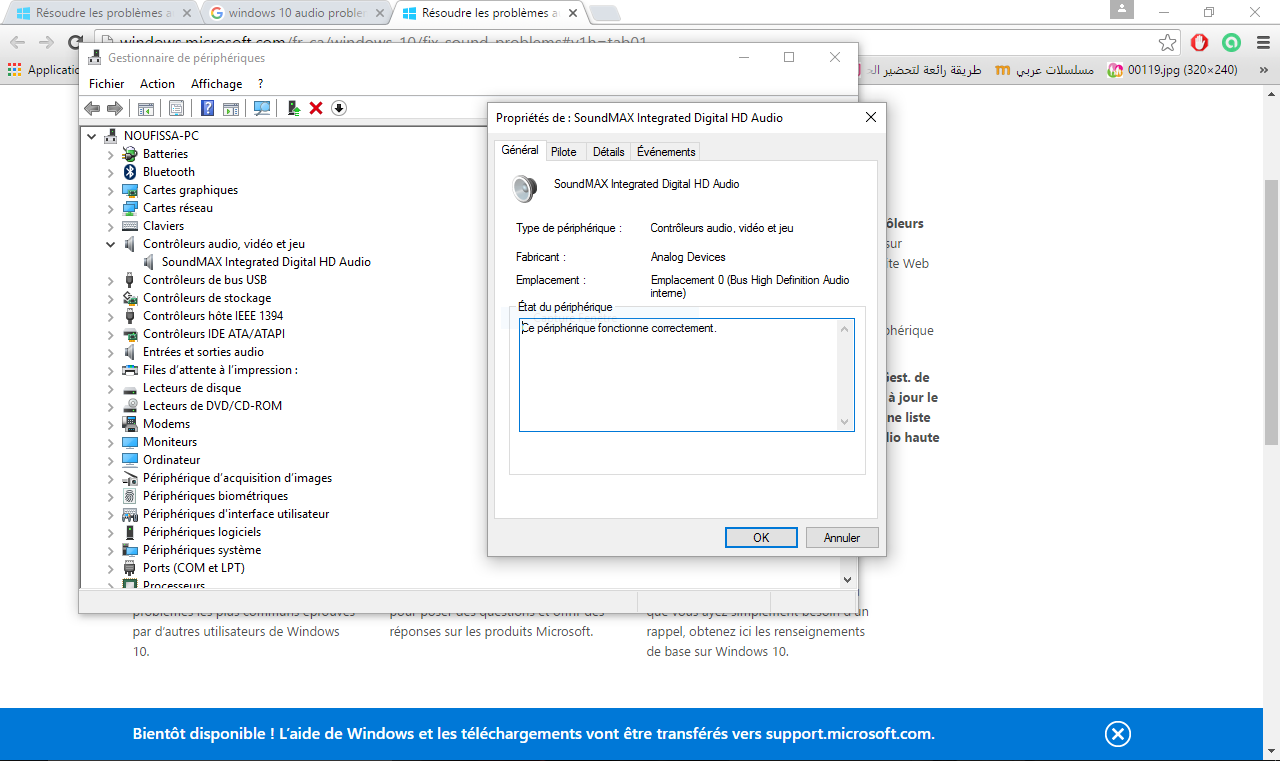 Résoudre les problèmes a
windows 10 audio probler
Résoudre les problèmes a
windows.microsoft.com/fr-ca/windows-10/fix-sound-problems#v1h=tab01
Applicatio
طريقة رائعة لتحضير الد
مسلسلات عربي
00119.jpg (320×240)
»
Gestionnaire de périphériques
Fichier Action Affichage ?
NOUFISSA-PC
Batteries
Bluetooth
Cartes graphiques
Cartes réseau
Claviers
Contrôleurs audio, vidéo et jeu
SoundMAX Integrated Digital HD Audio
Contrôleurs de bus USB
Contrôleurs de stockage
Contrôleurs hôte IEEE 1394
Contrôleurs IDE ATA/ATAPI
Entrées et sorties audio
Files d'attente à l'impression :
Lecteurs de disque
Lecteurs de DVD/CD-ROM
Modems
Moniteurs
Ordinateur
Périphérique d'acquisition d'images
Périphériques biométriques
Périphériques d'interface utilisateur
Périphériques logiciels
Périphériques système
Ports (COM et LPT)
Processeurs
Propriétés de : SoundMAX Integrated Digital HD Audio
Général Pilote Détails Événements
SoundMAX Integrated Digital HD Audio
Type de périphérique : Contrôleurs audio, vidéo et jeu
Fabricant : Analog Devices
Emplacement : Emplacement 0 (Bus High Definition Audio
interne)
État du périphérique
Ce périphérique fonctionne correctement.
OK Annuler
ôleurs
sur
ite Web
phérique
Gest. de
à jour le
ne liste
dio haute
problèmes les plus communs éprouvés
par d'autres utilisateurs de Windows
10.
pour poser des questions et offrir des
réponses sur les produits Microsoft.
que vous ayez simplement besoin d'un
rappel, obtenez ici les renseignements
de base sur Windows 10.
Bientôt disponible ! L'aide de Windows et les téléchargements vont être transférés vers support.microsoft.com.